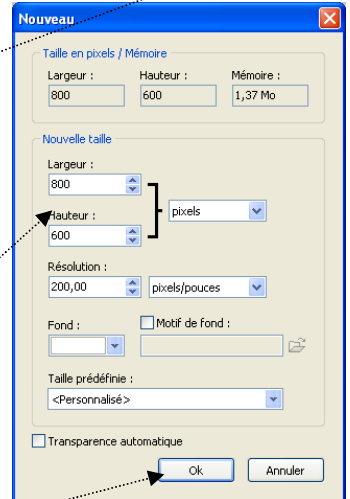 Nouveau
Taille en pixels / Mémoire
Largeur : Hauteur : Mémoire :
800 600 1,37 Mo
Nouvelle taille
Largeur :
800
pixels
Hauteur :
600
Résolution :
200,00 pixels/pouces
Fond : Motif de fond :
Taille prédéfinie :
<Personnalisé>
Transparence automatique
Ok Annuler